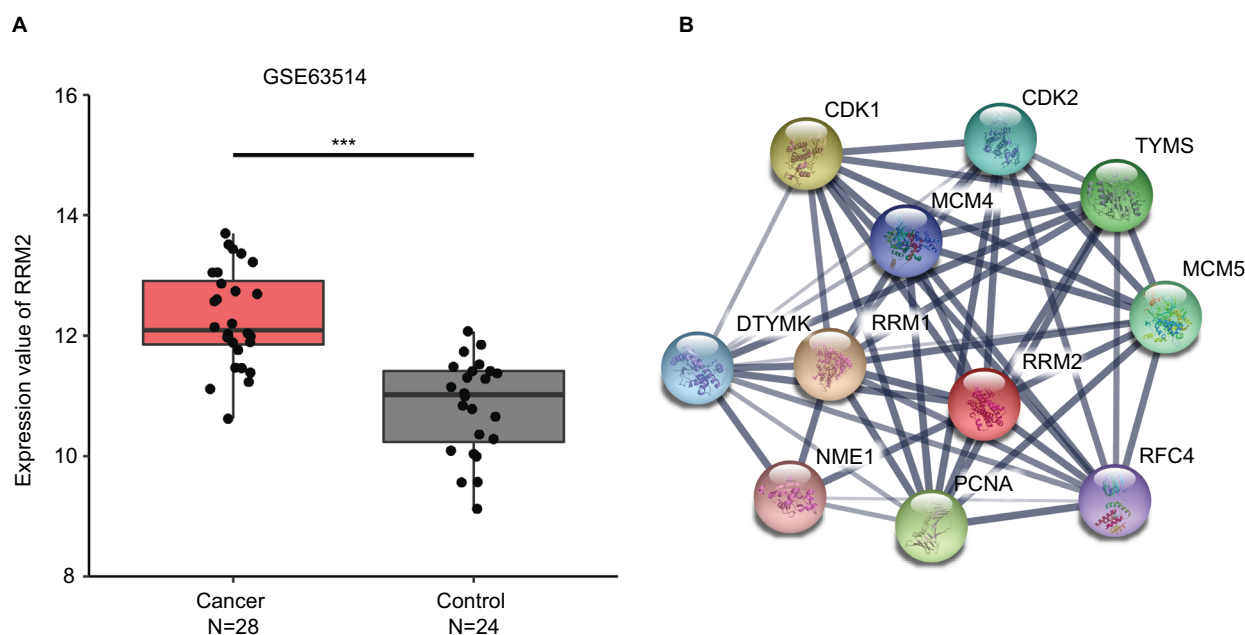 A
GSE63514
***
Expression value of RRM2
16
14
12
10
8
Cancer
N=28
Control
N=24
B
CDK1
CDK2
TYMS
MCM4
MCM5
DTYMK
RRM1
RRM2
NME1
PCNA
RFC4